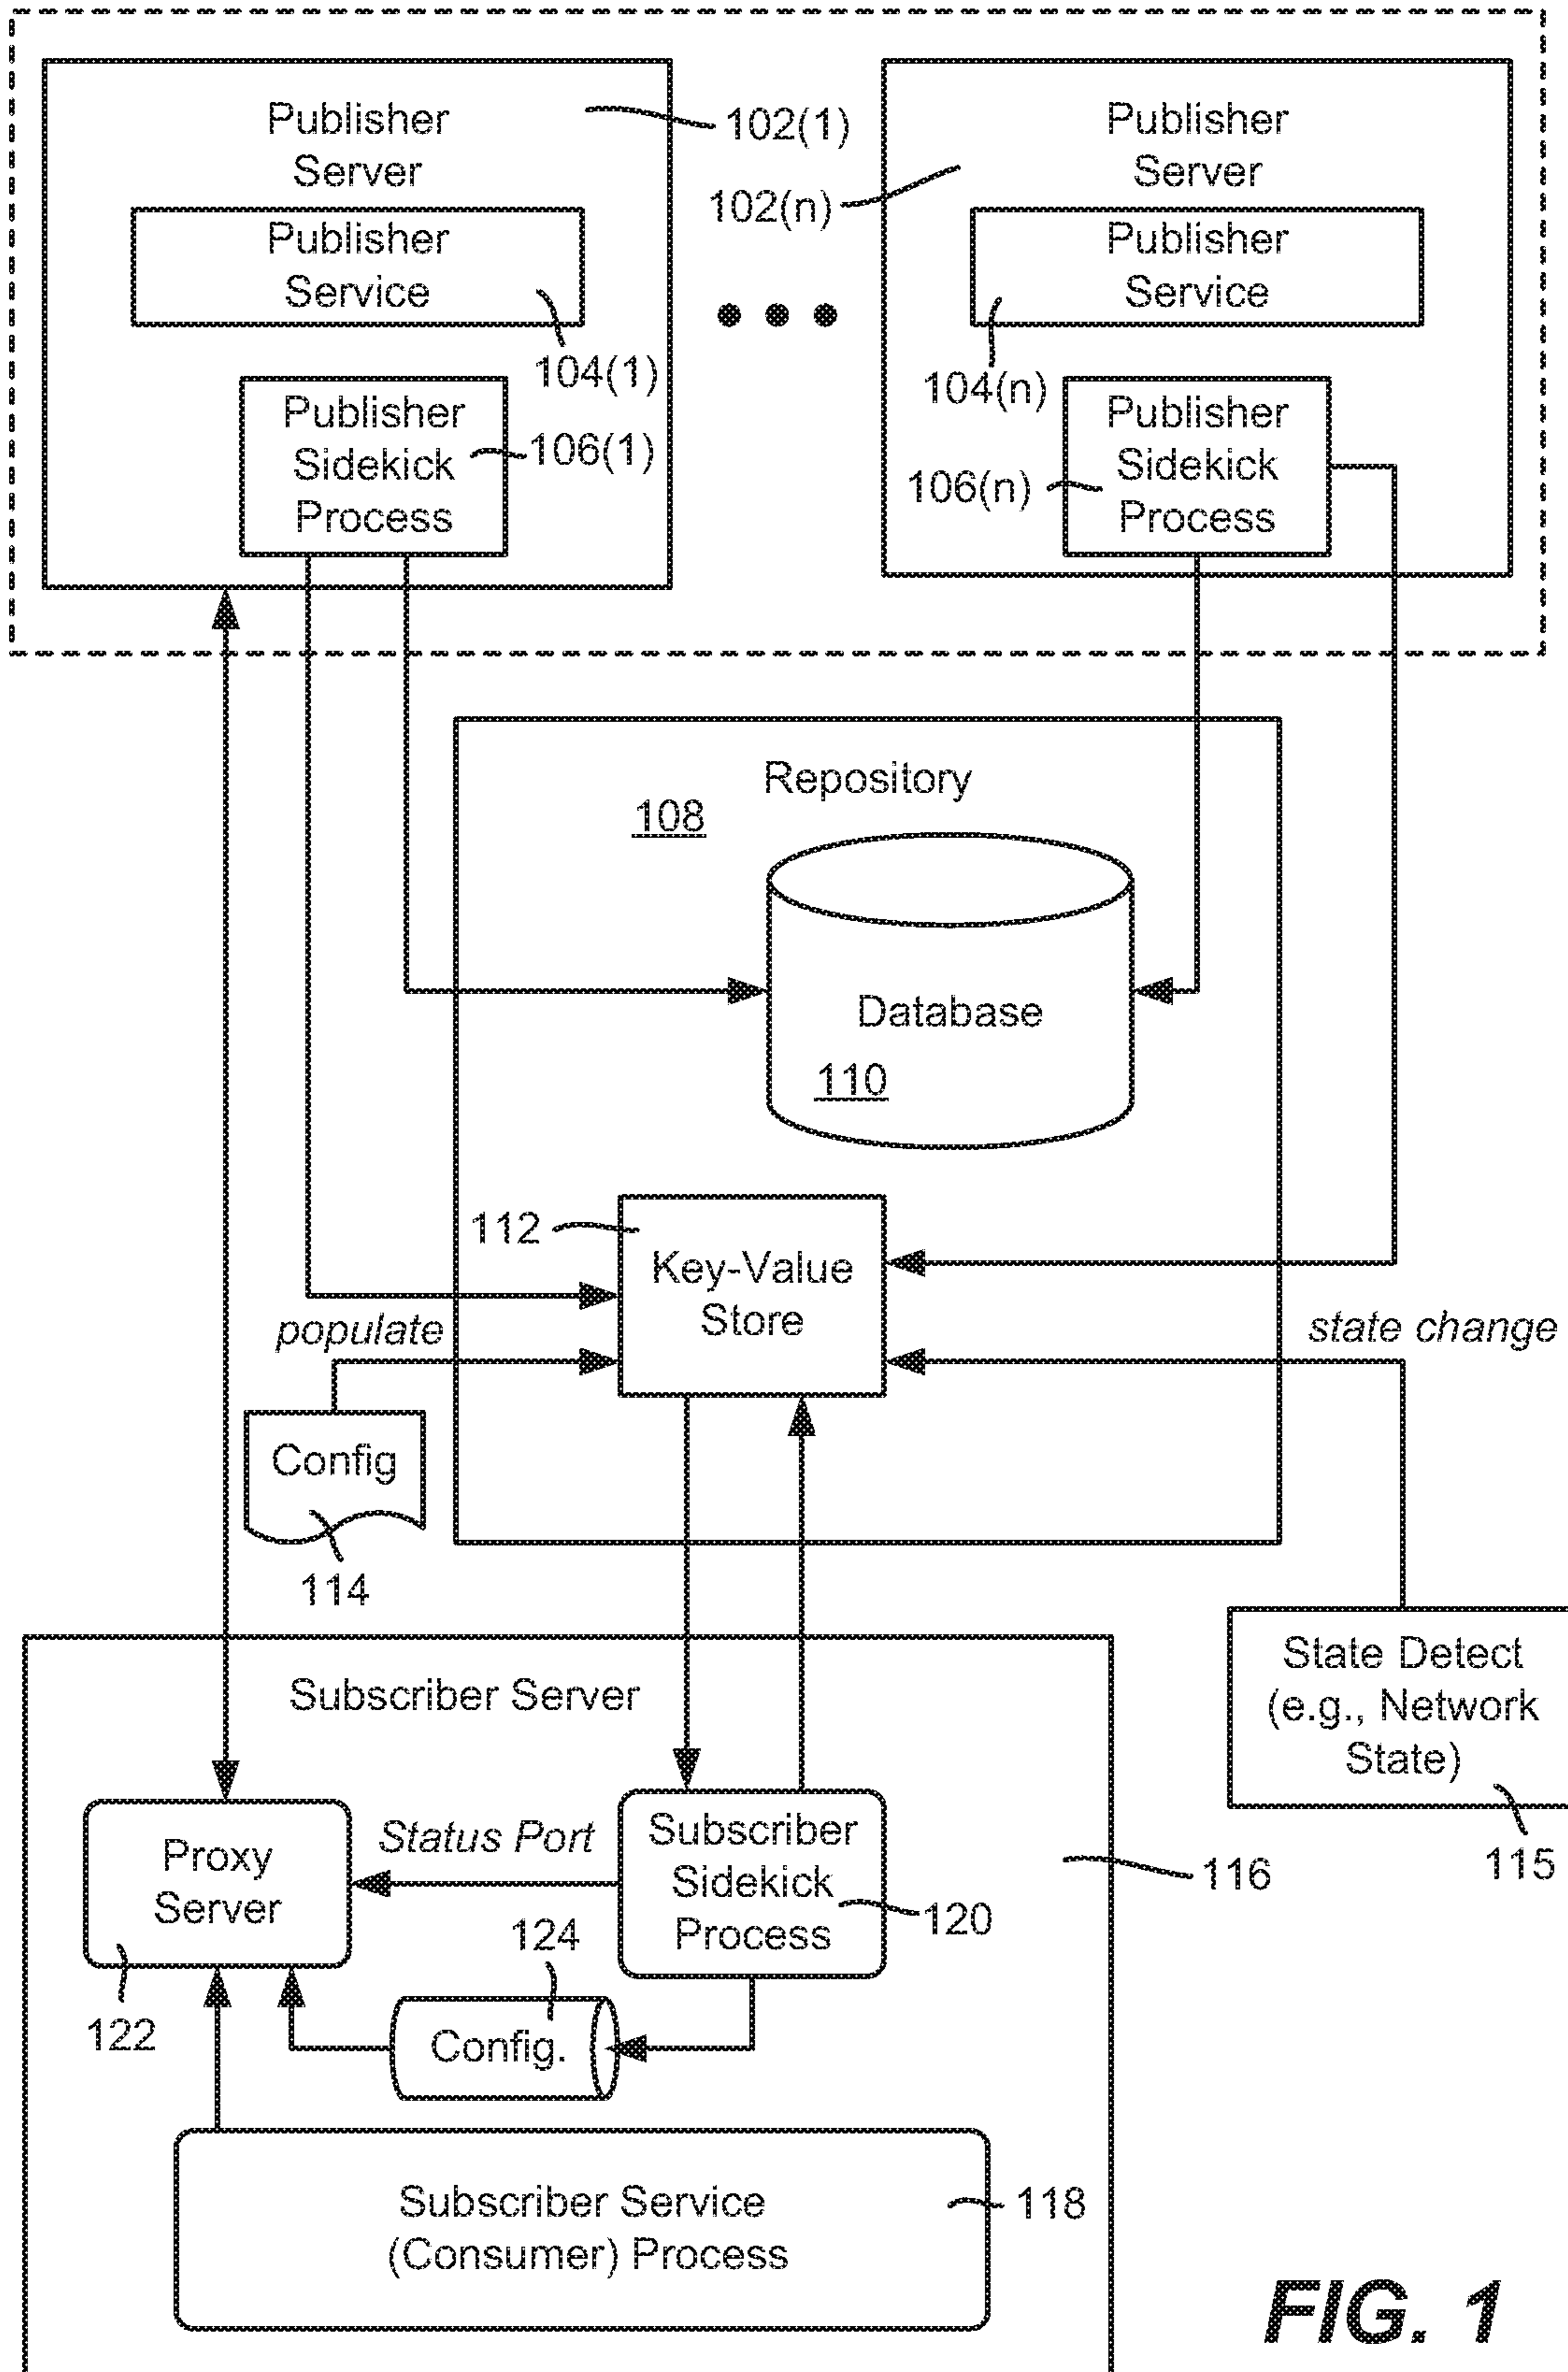 Publisher
Server
102(1)
Publisher
Service
104(1)
Publisher
Sidekick
Process
106(1)
Publisher
Server
102(n)
Publisher
Service
104(n)
Publisher
Sidekick
Process
106(n)
Repository
108
Database
110
112
Key-Value
Store
populate
state change
Config
114
State Detect
(e.g., Network
State)
115
Subscriber Server
116
Proxy
Server
122
Status Port
Subscriber
Sidekick
Process
120
124
Config.
Subscriber Service
(Consumer) Process
118
FIG. 1